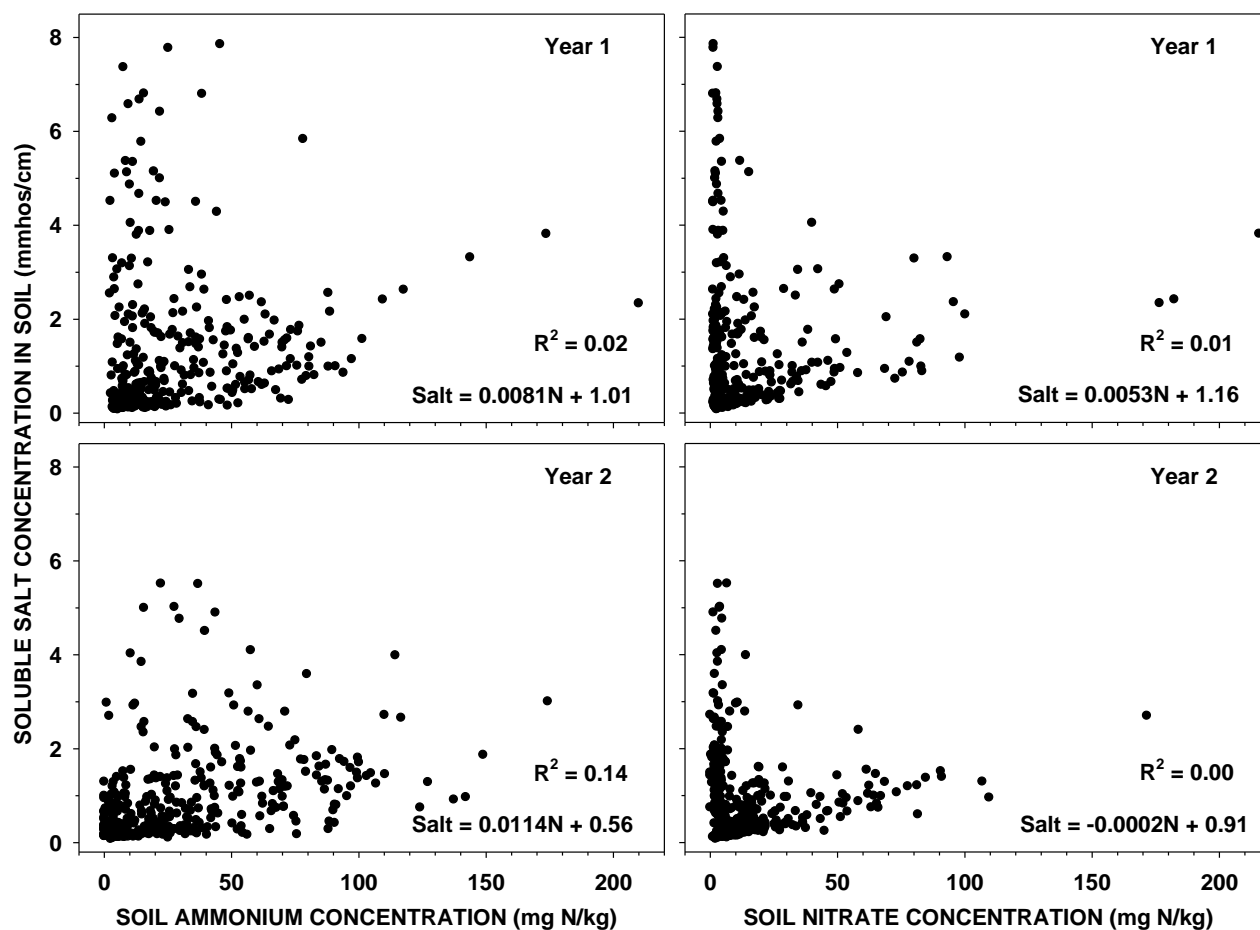 SOLUBLE SALT CONCENTRATION IN SOIL (mmhos/cm)
8
6
4
2
0
Year 1
R² = 0.02
Salt = 0.0081N + 1.01
Year 1
R² = 0.01
Salt = 0.0053N + 1.16
8
6
4
2
0
Year 2
R² = 0.14
Salt = 0.0114N + 0.56
Year 2
R² = 0.00
Salt = -0.0002N + 0.91
0 50 100 150 200
0 50 100 150 200
SOIL AMMONIUM CONCENTRATION (mg N/kg)
SOIL NITRATE CONCENTRATION (mg N/kg)